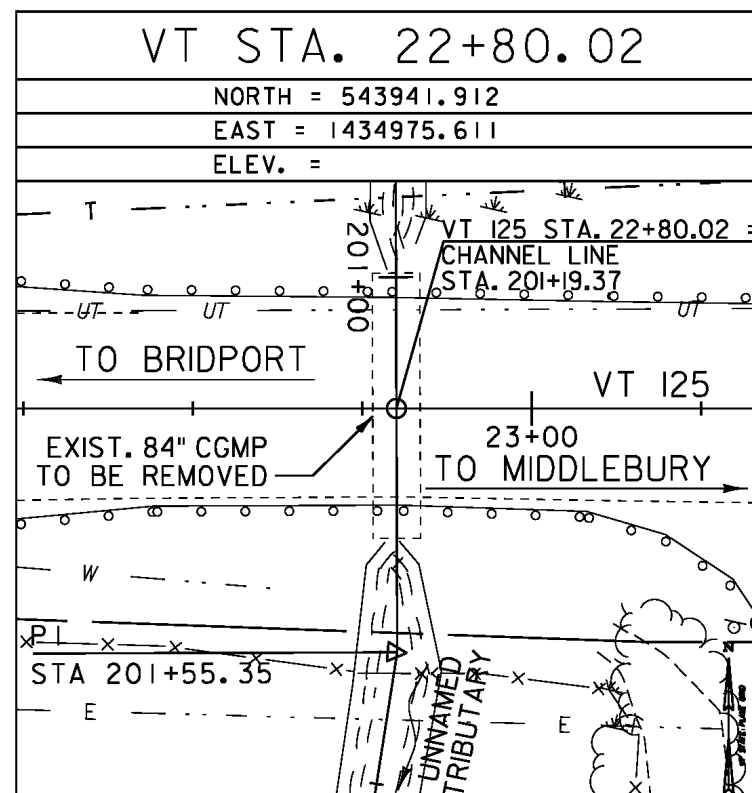 VT STA. 22+80.02
NORTH = 543941.912
EAST = 1434975.611
ELEV. =
T
201+00
VT 125 STA. 22+80.02 =
CHANNEL LINE
STA. 201+19.37
UT
UT
UT
TO BRIDPORT
VT 125
EXIST. 84" CGMP
TO BE REMOVED
23+00
TO MIDDLEBURY
W
PI
STA 201+55.35
UNNAMED
TRIBUTARY
E
E